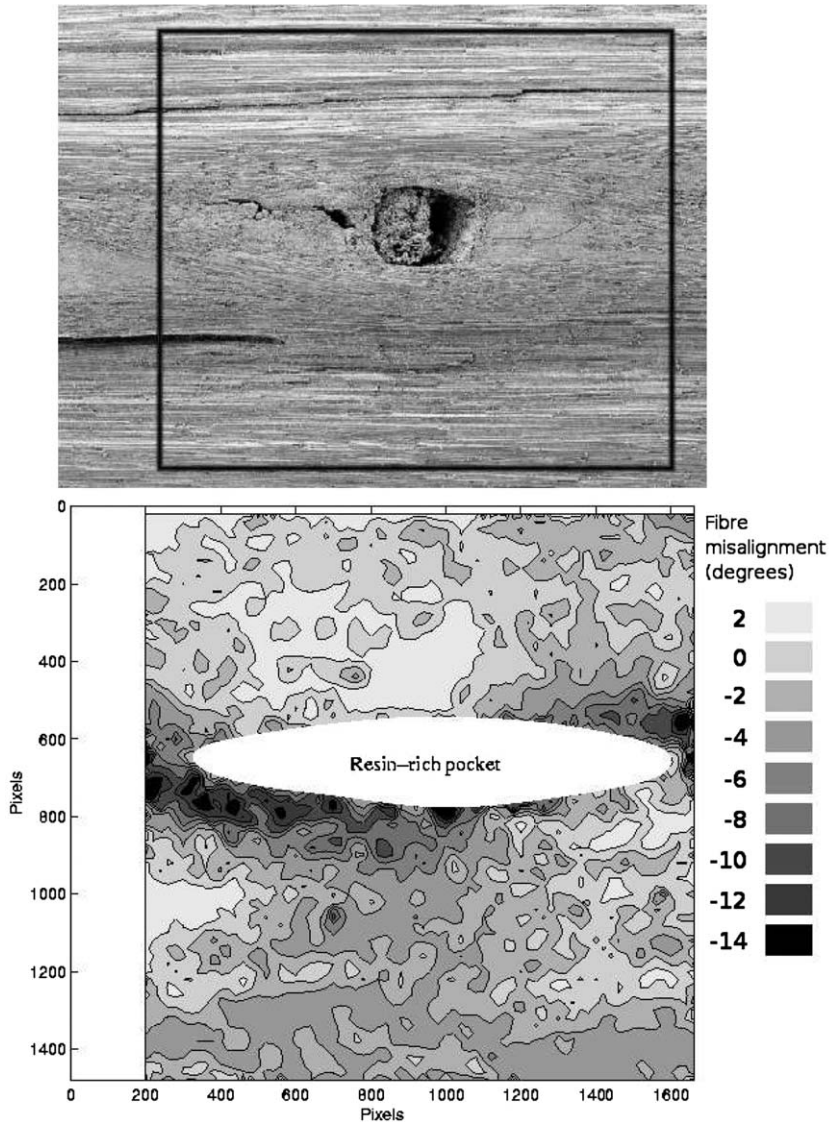 0
200
400
600
800
1000
1200
1400
Pixels
0 200 400 600 800 1000 1200 1400 1600
Pixels
Resin–rich pocket
Fibre
misalignment
(degrees)
2
0
-2
-4
-6
-8
-10
-12
-14